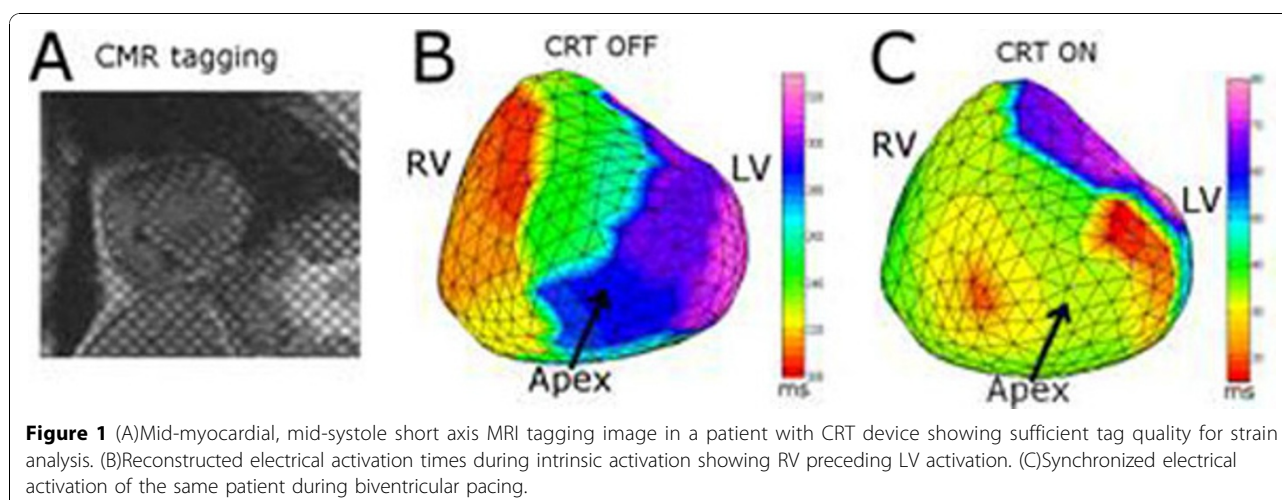 A CMR tagging
B CRT OFF
C CRT ON
RV
LV
Apex
ms
RV
LV
Apex
ms
Figure 1 (A)Mid-myocardial, mid-systole short axis MRI tagging image in a patient with CRT device showing sufficient tag quality for strain
analysis. (B)Reconstructed electrical activation times during intrinsic activation showing RV preceding LV activation. (C)Synchronized electrical
activation of the same patient during biventricular pacing.